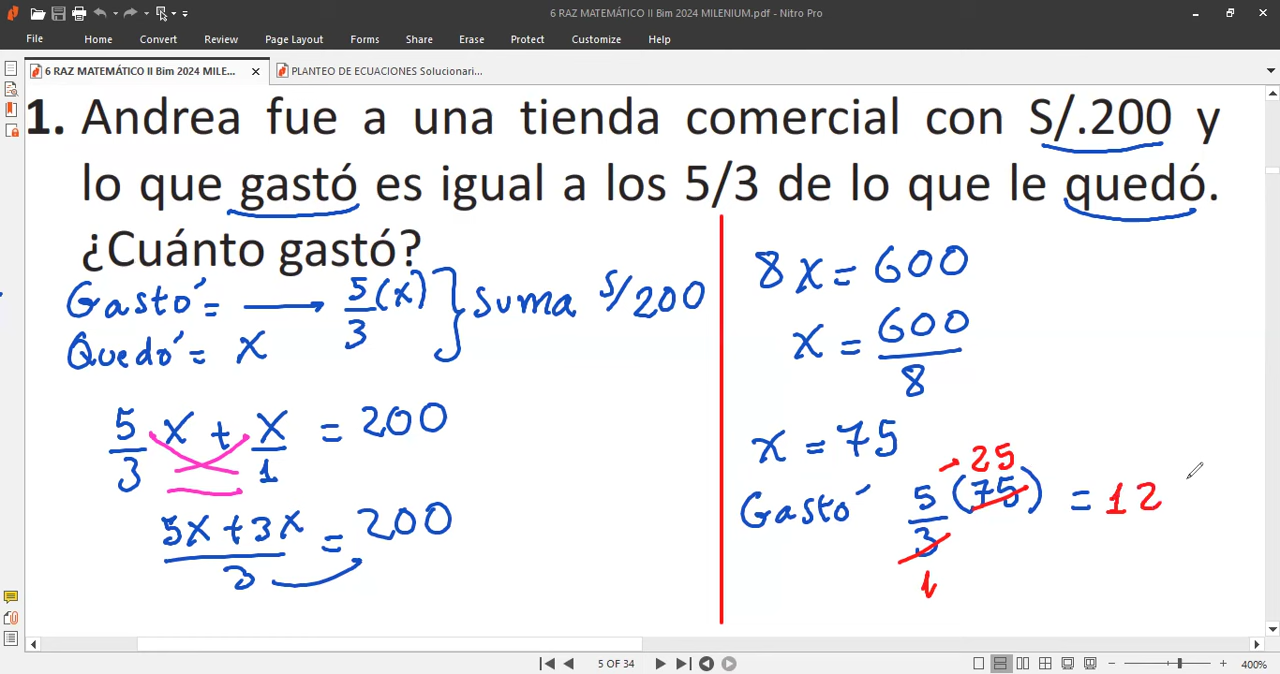 6 RAZ MATEMÁTICO II Bim 2024 MILENIUM.pdf - Nitro Pro
File Home Convert Review Page Layout Forms Share Erase Protect Customize Help
6 RAZ MATEMÁTICO II Bim 2024 MILE... PLANTEO DE ECUACIONES Solucionari...
1. Andrea fue a una tienda comercial con S/.200 y
lo que gastó es igual a los 5/3 de lo que le quedó.
¿Cuánto gastó?
Gastó = → 5/3 (x) } Suma S/200
Quedó = x
5/3 x + x/1 = 200
5x + 3x / 3 = 200
8x = 600
x = 600/8
x = 75
25
Gastó 5/3 (75) = 12
1
5 OF 34
400%